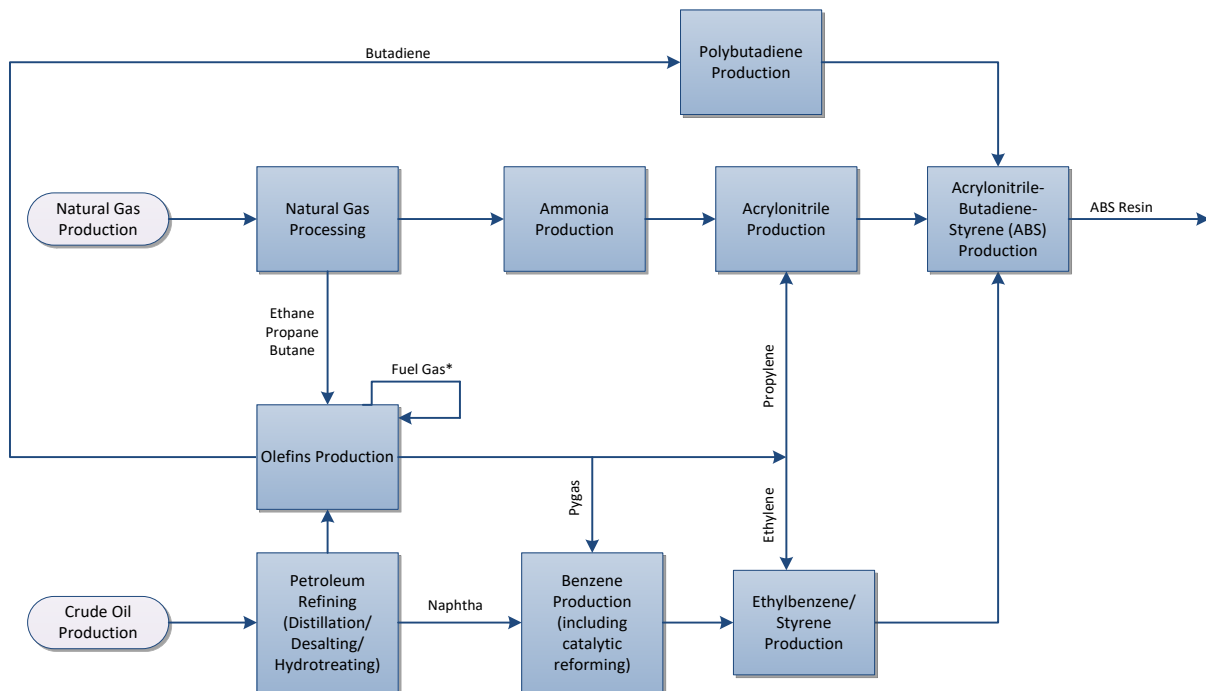 Butadiene
Polybutadiene
Production
Natural Gas
Production
Natural Gas
Processing
Ammonia
Production
Acrylonitrile
Production
Acrylonitrile-
Butadiene-
Styrene (ABS)
Production
ABS Resin
Ethane
Propane
Butane
Fuel Gas*
Propylene
Olefins Production
Pygas
Ethylene
Crude Oil
Production
Petroleum
Refining
(Distillation/
Desalting/
Hydrotreating)
Naphtha
Benzene
Production
(including
catalytic
reforming)
Ethylbenzene/
Styrene
Production